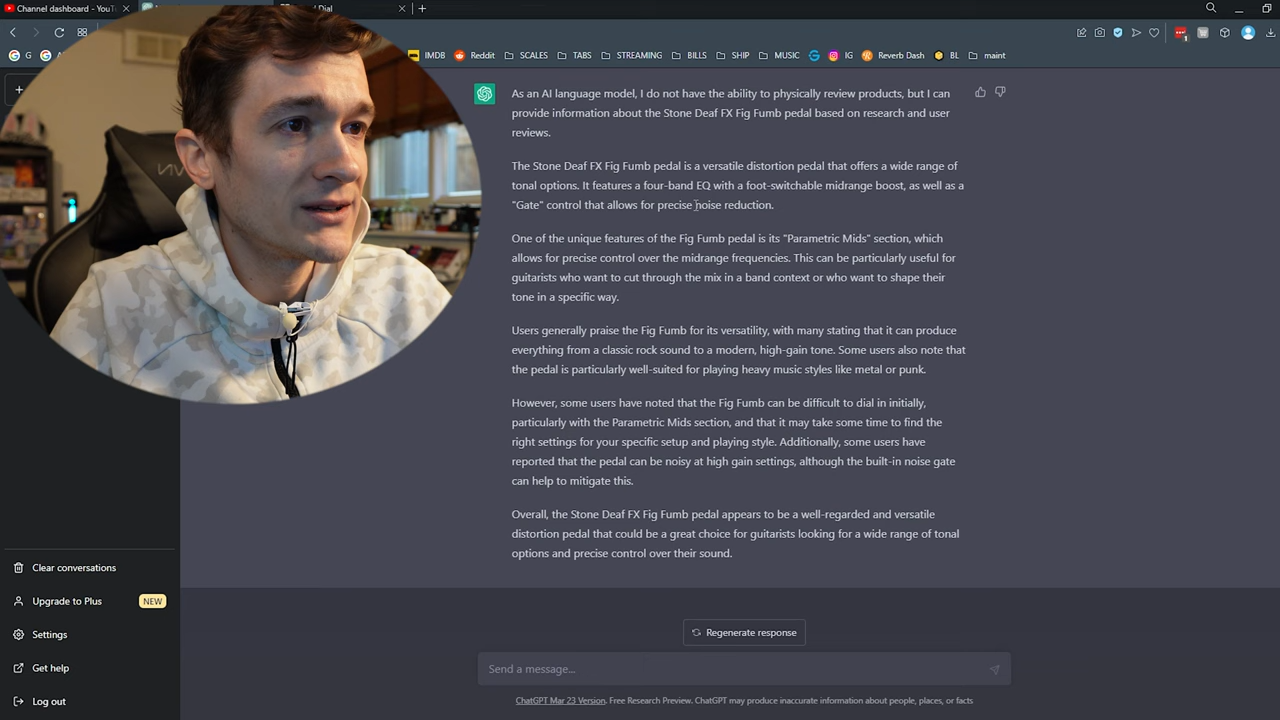 Channel dashboard - YouT
Dial
G
IMDB
Reddit
SCALES
TABS
STREAMING
BILLS
SHIP
MUSIC
IG
Reverb Dash
BL
maint
As an AI language model, I do not have the ability to physically review products, but I can
provide information about the Stone Deaf FX Fig Fumb pedal based on research and user
reviews.
The Stone Deaf FX Fig Fumb pedal is a versatile distortion pedal that offers a wide range of
tonal options. It features a four-band EQ with a foot-switchable midrange boost, as well as a
"Gate" control that allows for precise noise reduction.
One of the unique features of the Fig Fumb pedal is its "Parametric Mids" section, which
allows for precise control over the midrange frequencies. This can be particularly useful for
guitarists who want to cut through the mix in a band context or who want to shape their
tone in a specific way.
Users generally praise the Fig Fumb for its versatility, with many stating that it can produce
everything from a classic rock sound to a modern, high-gain tone. Some users also note that
the pedal is particularly well-suited for playing heavy music styles like metal or punk.
However, some users have noted that the Fig Fumb can be difficult to dial in initially,
particularly with the Parametric Mids section, and that it may take some time to find the
right settings for your specific setup and playing style. Additionally, some users have
reported that the pedal can be noisy at high gain settings, although the built-in noise gate
can help to mitigate this.
Overall, the Stone Deaf FX Fig Fumb pedal appears to be a well-regarded and versatile
distortion pedal that could be a great choice for guitarists looking for a wide range of tonal
options and precise control over their sound.
Clear conversations
Upgrade to Plus NEW
Settings
Get help
Log out
Regenerate response
Send a message...
ChatGPT Mar 23 Version. Free Research Preview. ChatGPT may produce inaccurate information about people, places, or facts